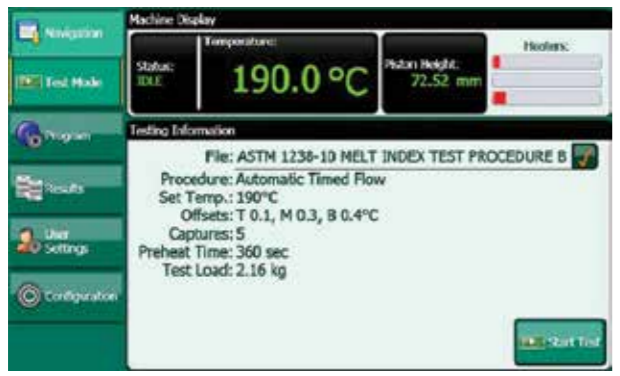 Navigation
Machine Display
Temperature:
Heaters:
Status:
IDLE
190.0 °C
Piston Height:
72.52 mm
Test Mode
Program
Testing Information
File: ASTM 1238-10 MELT INDEX TEST PROCEDURE B
Procedure: Automatic Timed Flow
Set Temp.: 190°C
Offsets: T 0.1, M 0.3, B 0.4°C
Captures: 5
Preheat Time: 360 sec
Test Load: 2.16 kg
Results
User
Settings
Configuration
Start Test